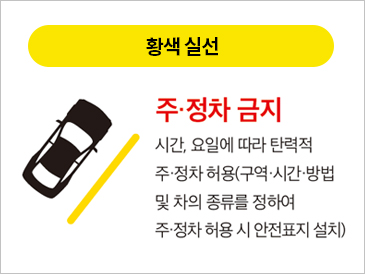 황색 실선
주·정차 금지
시간, 요일에 따라 탄력적
주·정차 허용(구역·시간·방법
및 차의 종류를 정하여
주·정차 허용 시 안전표지 설치)